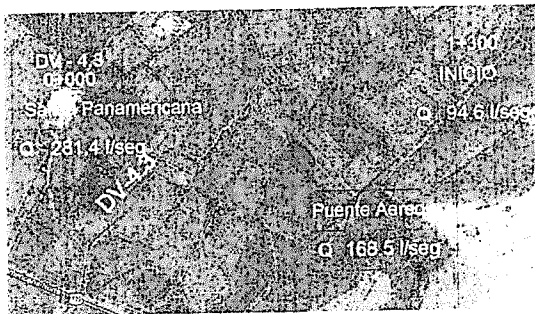 DV - 4,3
0+000
Panamericana
Q 281.4 l/seg
DV-4,3
1+300
INICIO
Q 94.6 l/seg
Puente Aereo
Q 168.5 l/seg